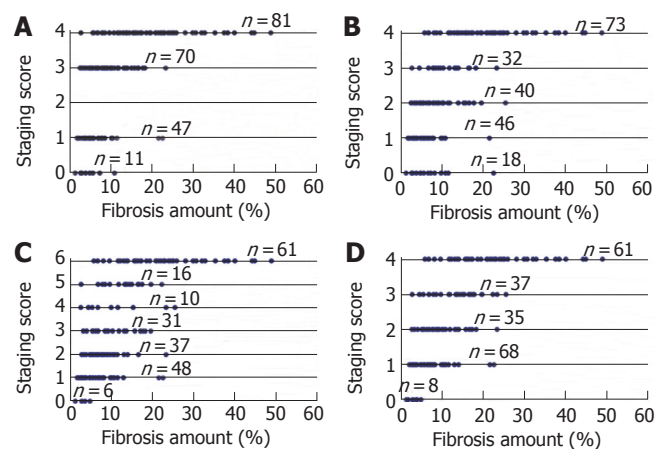 A
Staging score
4
3
2
1
0
n = 81
n = 70
n = 47
n = 11
0 10 20 30 40 50 60
Fibrosis amount (%)
B
Staging score
4
3
2
1
0
n = 73
n = 32
n = 40
n = 46
n = 18
0 10 20 30 40 50 60
Fibrosis amount (%)
C
Staging score
6
5
4
3
2
1
0
n = 61
n = 16
n = 10
n = 31
n = 37
n = 48
n = 6
0 10 20 30 40 50 60
Fibrosis amount (%)
D
Staging score
4
3
2
1
0
n = 61
n = 37
n = 35
n = 68
n = 8
0 10 20 30 40 50 60
Fibrosis amount (%)